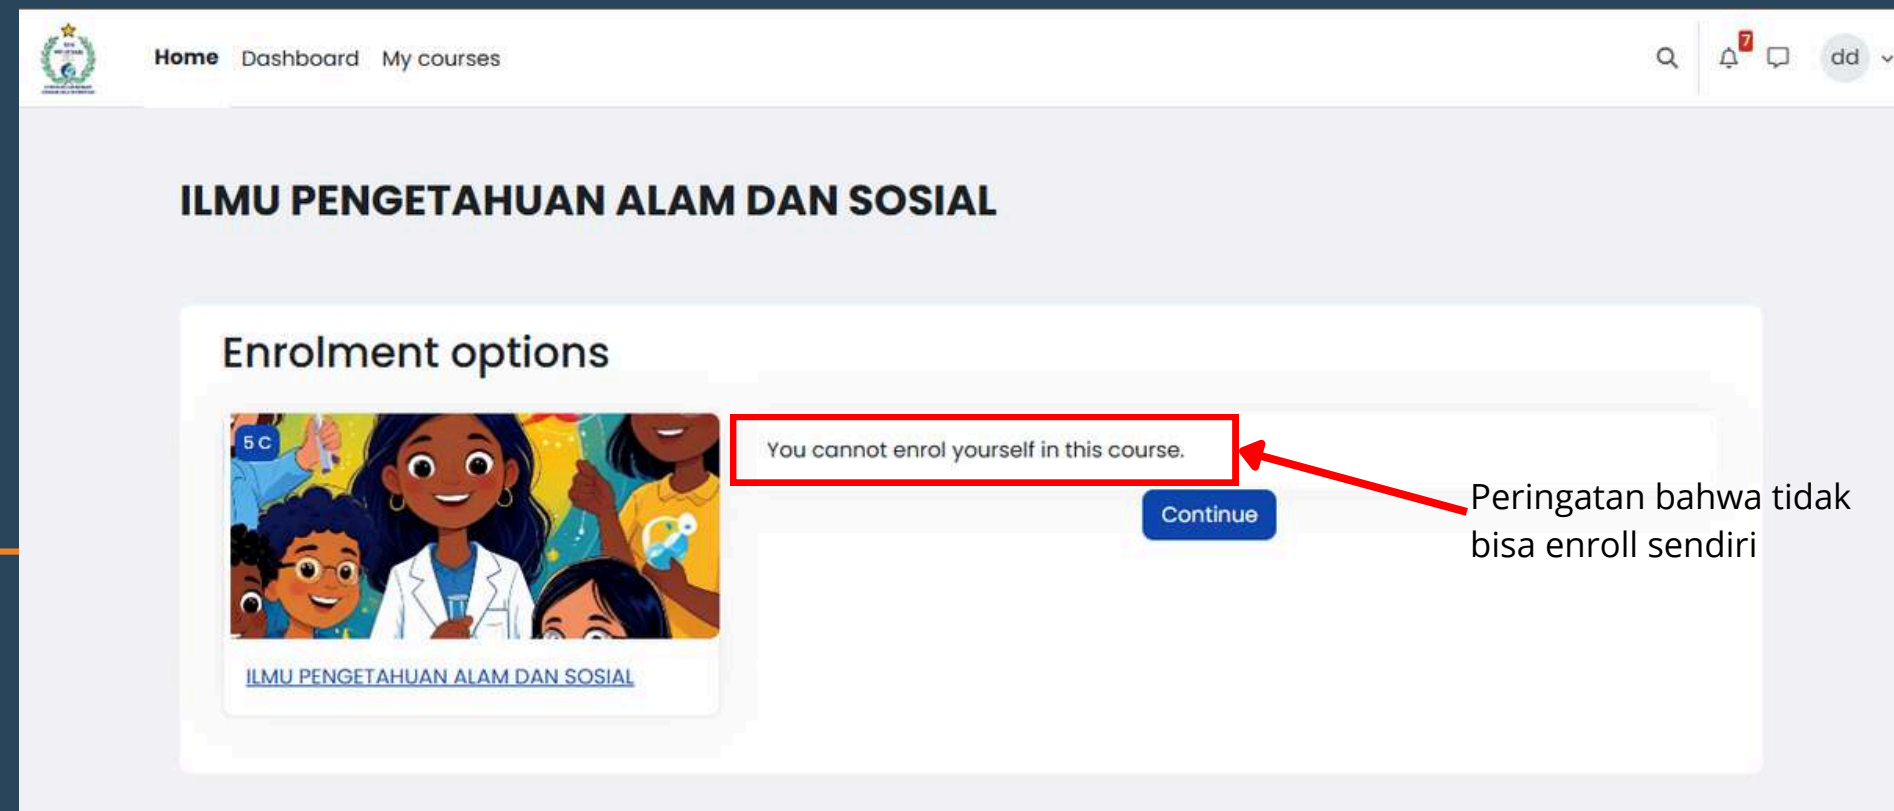 Home Dashboard My courses
7
dd
ILMU PENGETAHUAN ALAM DAN SOSIAL
Enrolment options
5 C
You cannot enrol yourself in this course.
Continue
Peringatan bahwa tidak
bisa enroll sendiri
ILMU PENGETAHUAN ALAM DAN SOSIAL